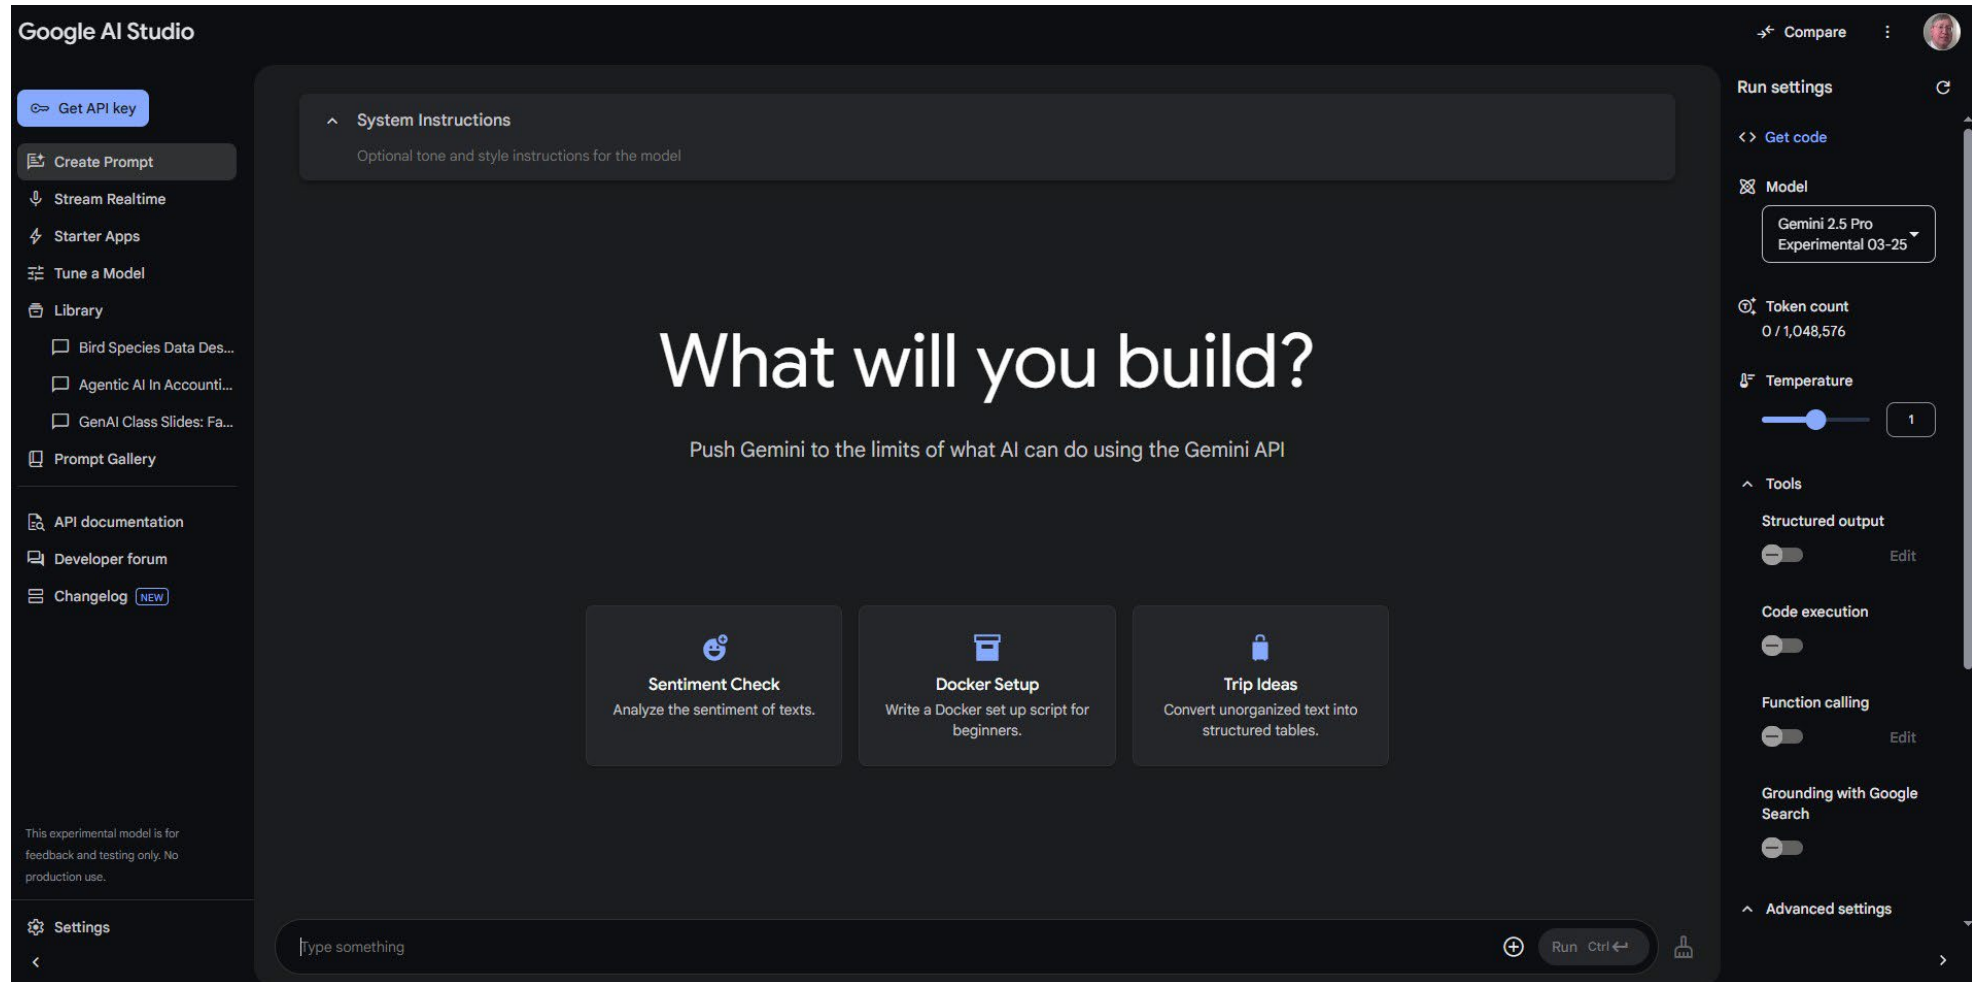 Google AI Studio
Compare
Get API key
Create Prompt
Stream Realtime
Starter Apps
Tune a Model
Library
Bird Species Data Des...
Agentic AI In Accounti...
GenAI Class Slides: Fa...
Prompt Gallery
API documentation
Developer forum
Changelog NEW
This experimental model is for
feedback and testing only. No
production use.
Settings
System Instructions
Optional tone and style instructions for the model
What will you build?
Push Gemini to the limits of what AI can do using the Gemini API
Sentiment Check
Analyze the sentiment of texts.
Docker Setup
Write a Docker set up script for
beginners.
Trip Ideas
Convert unorganized text into
structured tables.
Type something
Run Ctrl
Run settings
Get code
Model
Gemini 2.5 Pro
Experimental 03-25
Token count
0 / 1,048,576
Temperature
1
Tools
Structured output
Edit
Code execution
Function calling
Edit
Grounding with Google
Search
Advanced settings